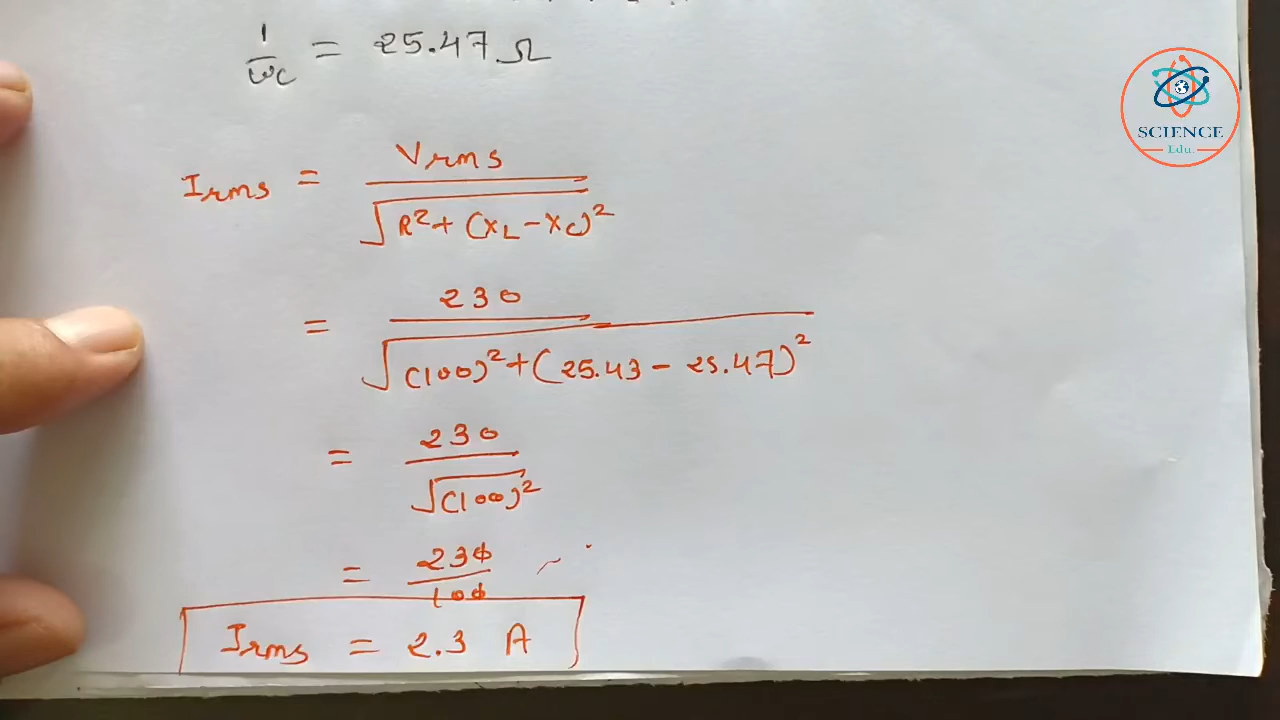 1/ωc = 25.47 Ω
Irms = Vrms / √R² + (XL - XC)²
= 230 / √(100)² + (25.43 - 25.47)²
= 230 / √(100)²
= 230 / 100
Irms = 2.3 A
SCIENCE
Edu.